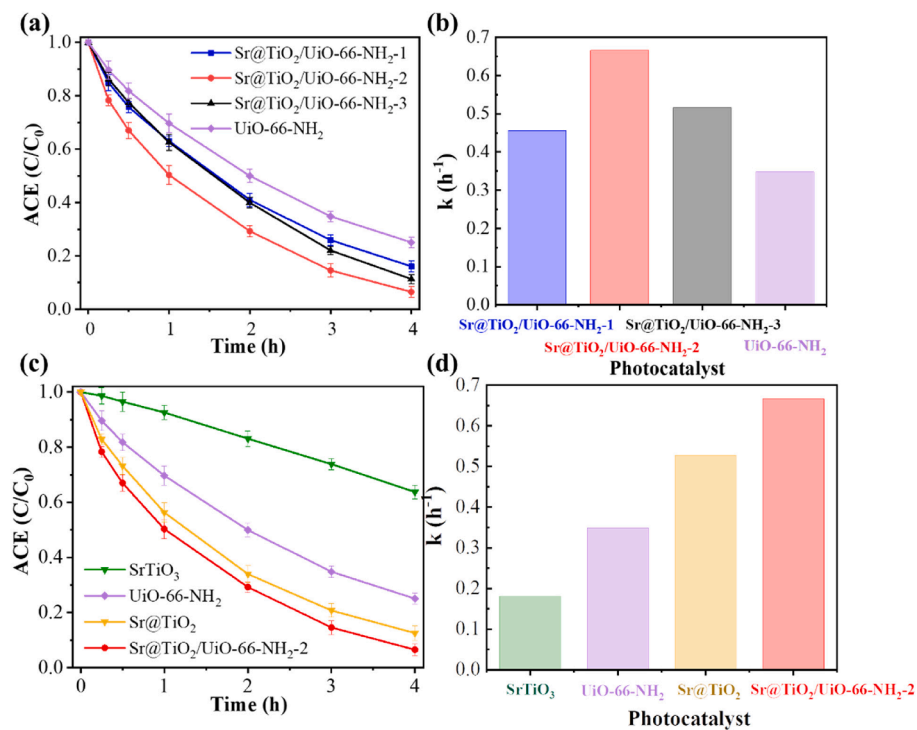 (a)
1.0
0.8
0.6
0.4
0.2
0.0
ACE (C/C₀)
0 1 2 3 4
Time (h)
Sr@TiO₂/UiO-66-NH₂-1
Sr@TiO₂/UiO-66-NH₂-2
Sr@TiO₂/UiO-66-NH₂-3
UiO-66-NH₂
(b)
0.7
0.6
0.5
0.4
0.3
0.2
0.1
0.0
k (h⁻¹)
Sr@TiO₂/UiO-66-NH₂-1
Sr@TiO₂/UiO-66-NH₂-3
Sr@TiO₂/UiO-66-NH₂-2
UiO-66-NH₂
Photocatalyst
(c)
1.0
0.8
0.6
0.4
0.2
0.0
ACE (C/C₀)
SrTiO₃
UiO-66-NH₂
Sr@TiO₂
Sr@TiO₂/UiO-66-NH₂-2
0 1 2 3 4
Time (h)
(d)
0.7
0.6
0.5
0.4
0.3
0.2
0.1
0.0
k (h⁻¹)
SrTiO₃
UiO-66-NH₂
Sr@TiO₂
Sr@TiO₂/UiO-66-NH₂-2
Photocatalyst